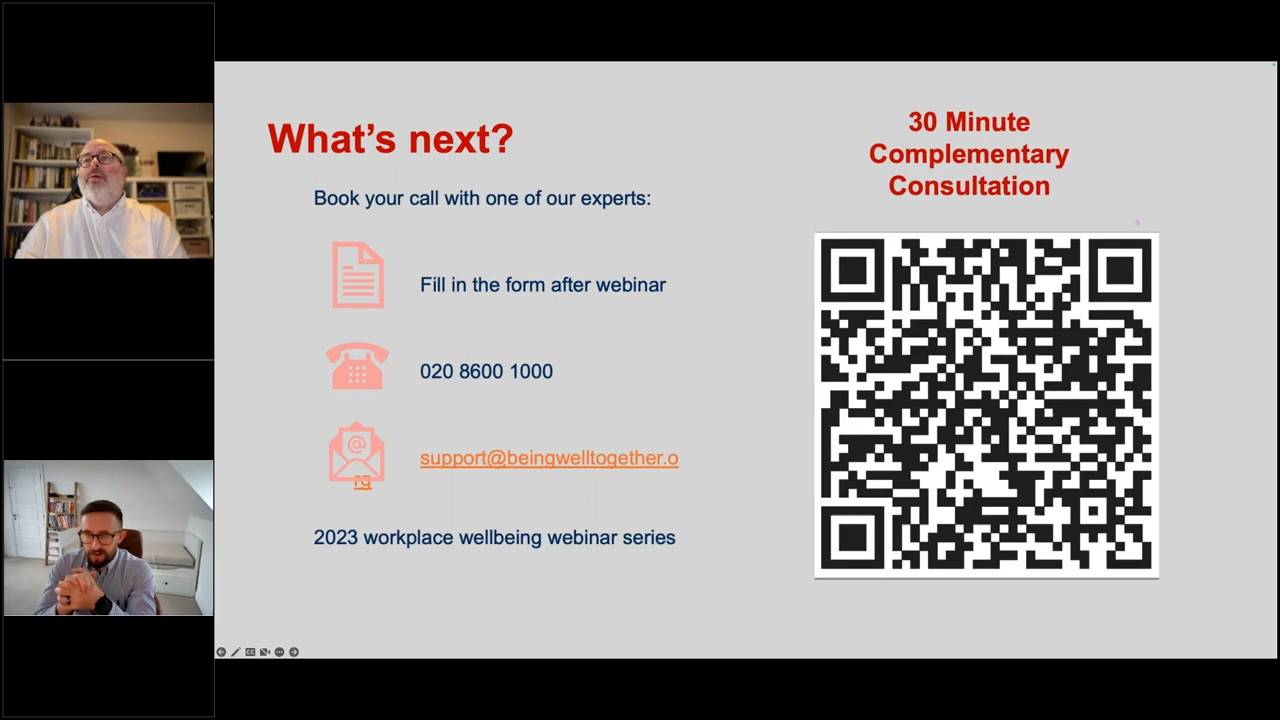 What's next?
Book your call with one of our experts:
Fill in the form after webinar
020 8600 1000
support@beingwelltogether.o
rg
2023 workplace wellbeing webinar series
30 Minute
Complementary
Consultation